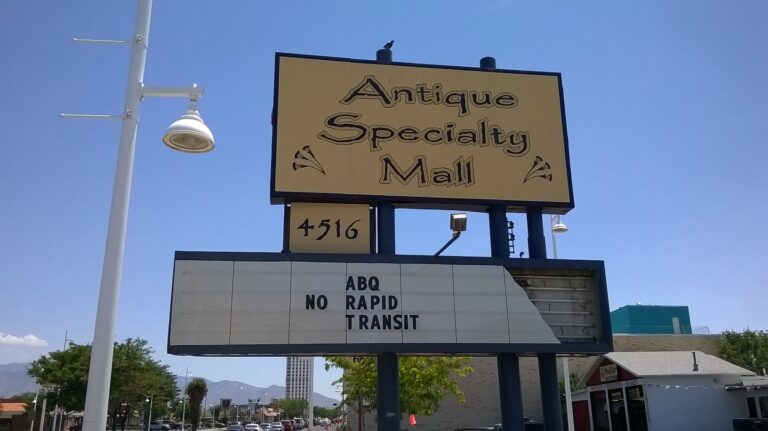 Antique
Specialty
Mall
4516
ABQ
NO RAPID
TRANSIT